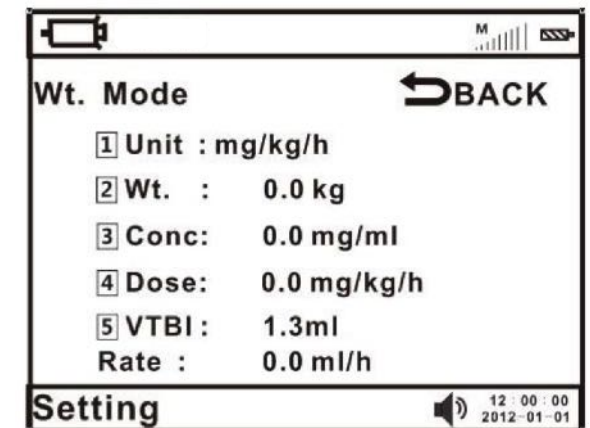 M
Wt. Mode BACK
1 Unit : mg/kg/h
2 Wt. : 0.0 kg
3 Conc: 0.0 mg/ml
4 Dose: 0.0 mg/kg/h
5 VTBI: 1.3ml
Rate : 0.0 ml/h
Setting 12:00:00
2012-01-01